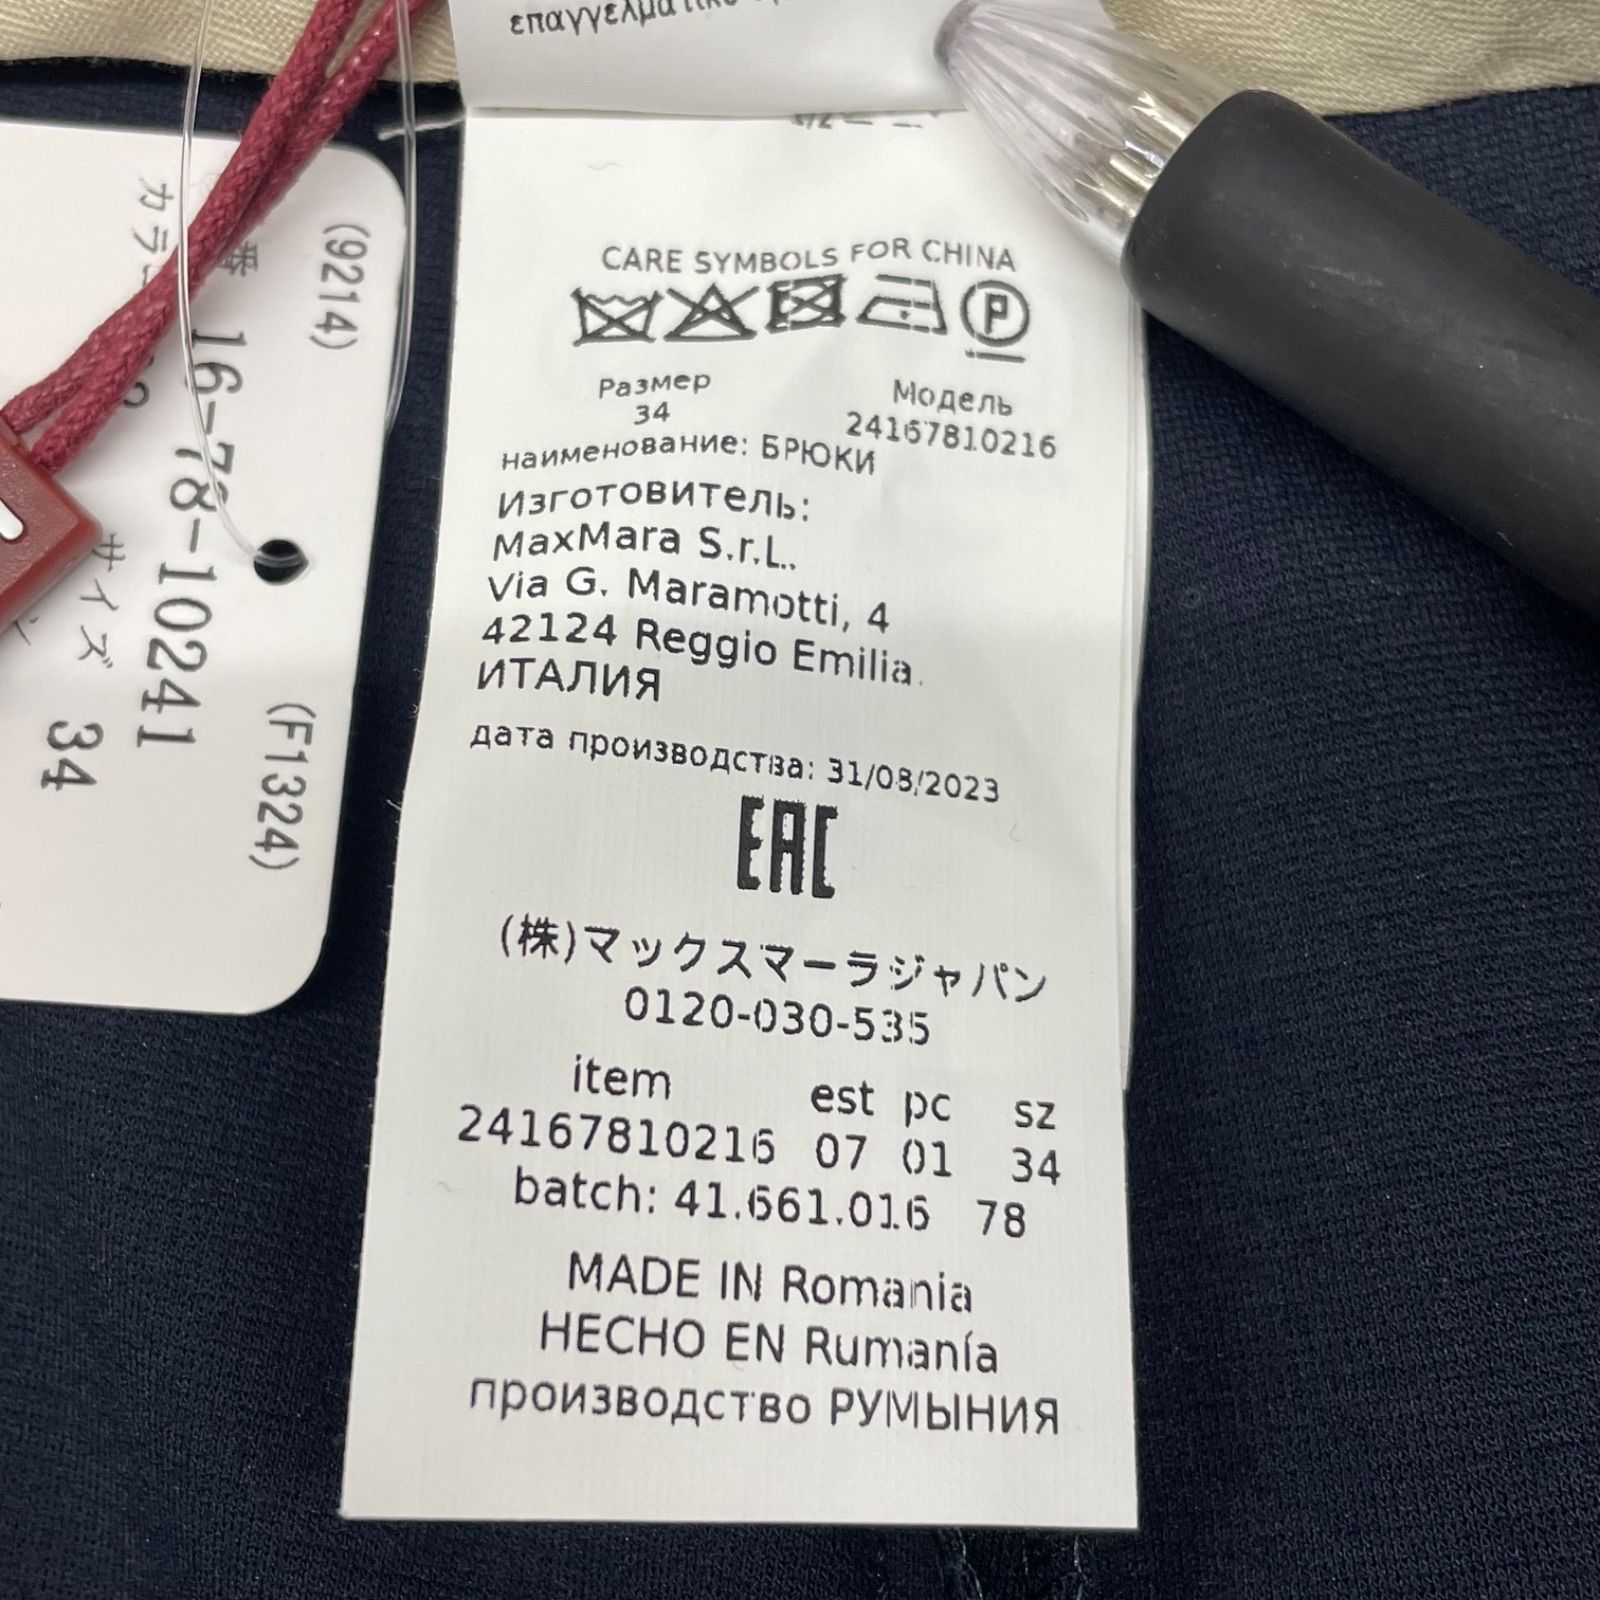 CARE SYMBOLS FOR CHINA
P
Размер
34
Модель
24167810216
наименование: БРЮКИ
Изготовитель:
MaxMara S.r.L.
Via G. Maramotti, 4
42124 Reggio Emilia
ИТАЛИЯ
дата производства: 31/08/2023
EAC
(株)マックスマーラジャパン
0120-030-535
item est pc sz
24167810216 07 01 34
batch: 41.661.016 78
MADE IN Romania
HECHO EN Rumanía
производство РУМЫНИЯ
(9214)
(F1324)
16-78-10241
サイズ 34